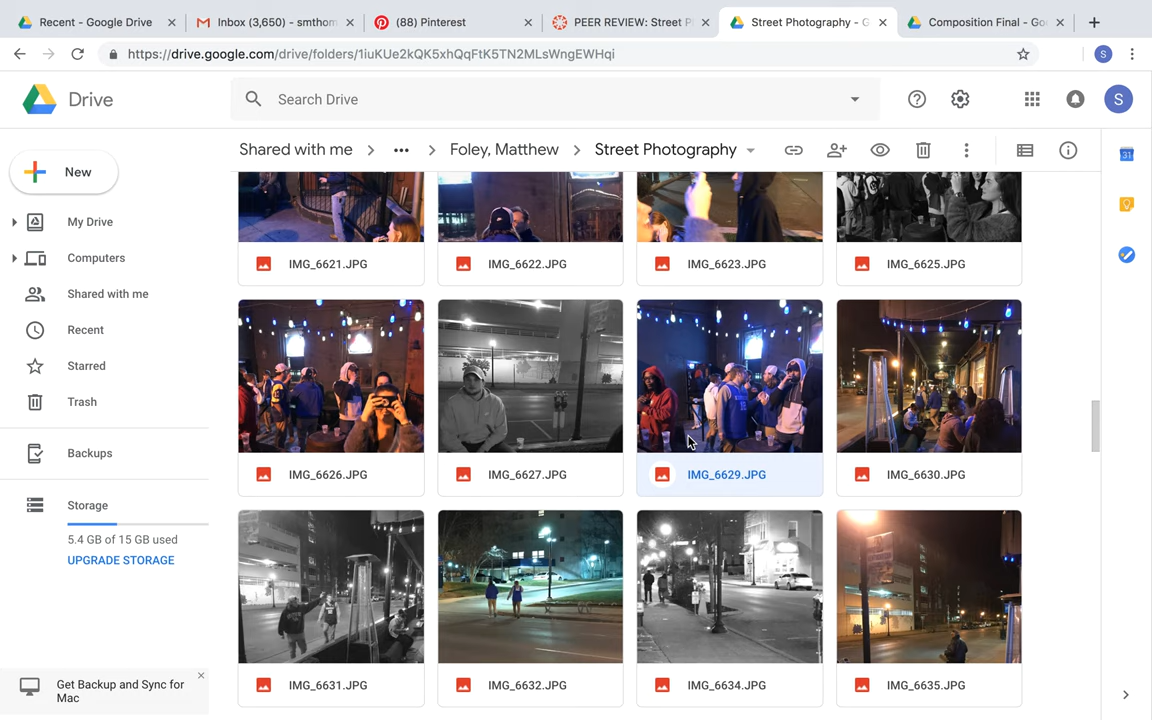 Recent - Google Drive
Inbox (3,650) - smthom
(88) Pinterest
PEER REVIEW: Street P
Street Photography - G
Composition Final - Go
https://drive.google.com/drive/folders/1iuKUe2kQK5xhQqFtK5TN2MLsWngEWHqi
S
Drive
Search Drive
S
Shared with me
Foley, Matthew
Street Photography
31
New
My Drive
Computers
Shared with me
Recent
Starred
Trash
Backups
Storage
5.4 GB of 15 GB used
UPGRADE STORAGE
Get Backup and Sync for
Mac
IMG_6621.JPG
IMG_6622.JPG
IMG_6623.JPG
IMG_6625.JPG
IMG_6626.JPG
IMG_6627.JPG
IMG_6629.JPG
IMG_6630.JPG
IMG_6631.JPG
IMG_6632.JPG
IMG_6634.JPG
IMG_6635.JPG